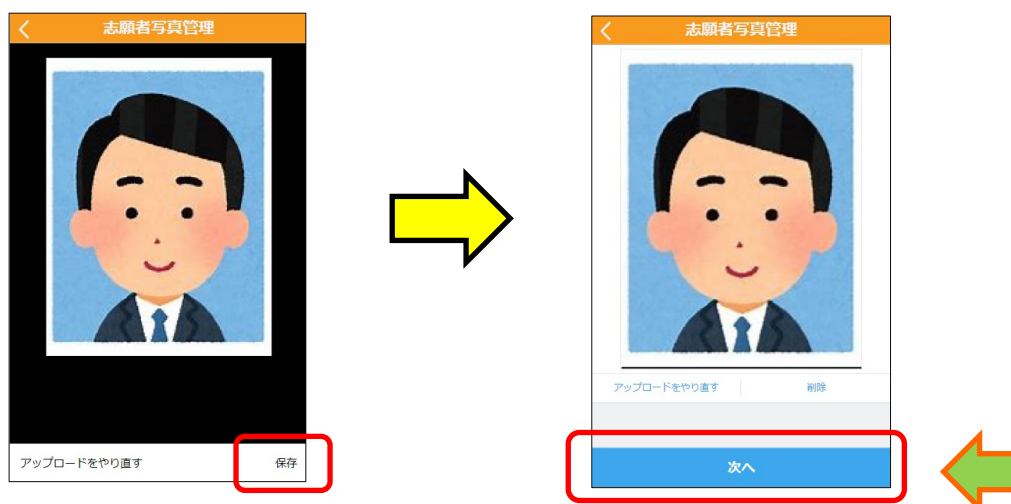 志願者写真管理
アップロードをやり直す
保存
志願者写真管理
アップロードをやり直す
削除
次へ